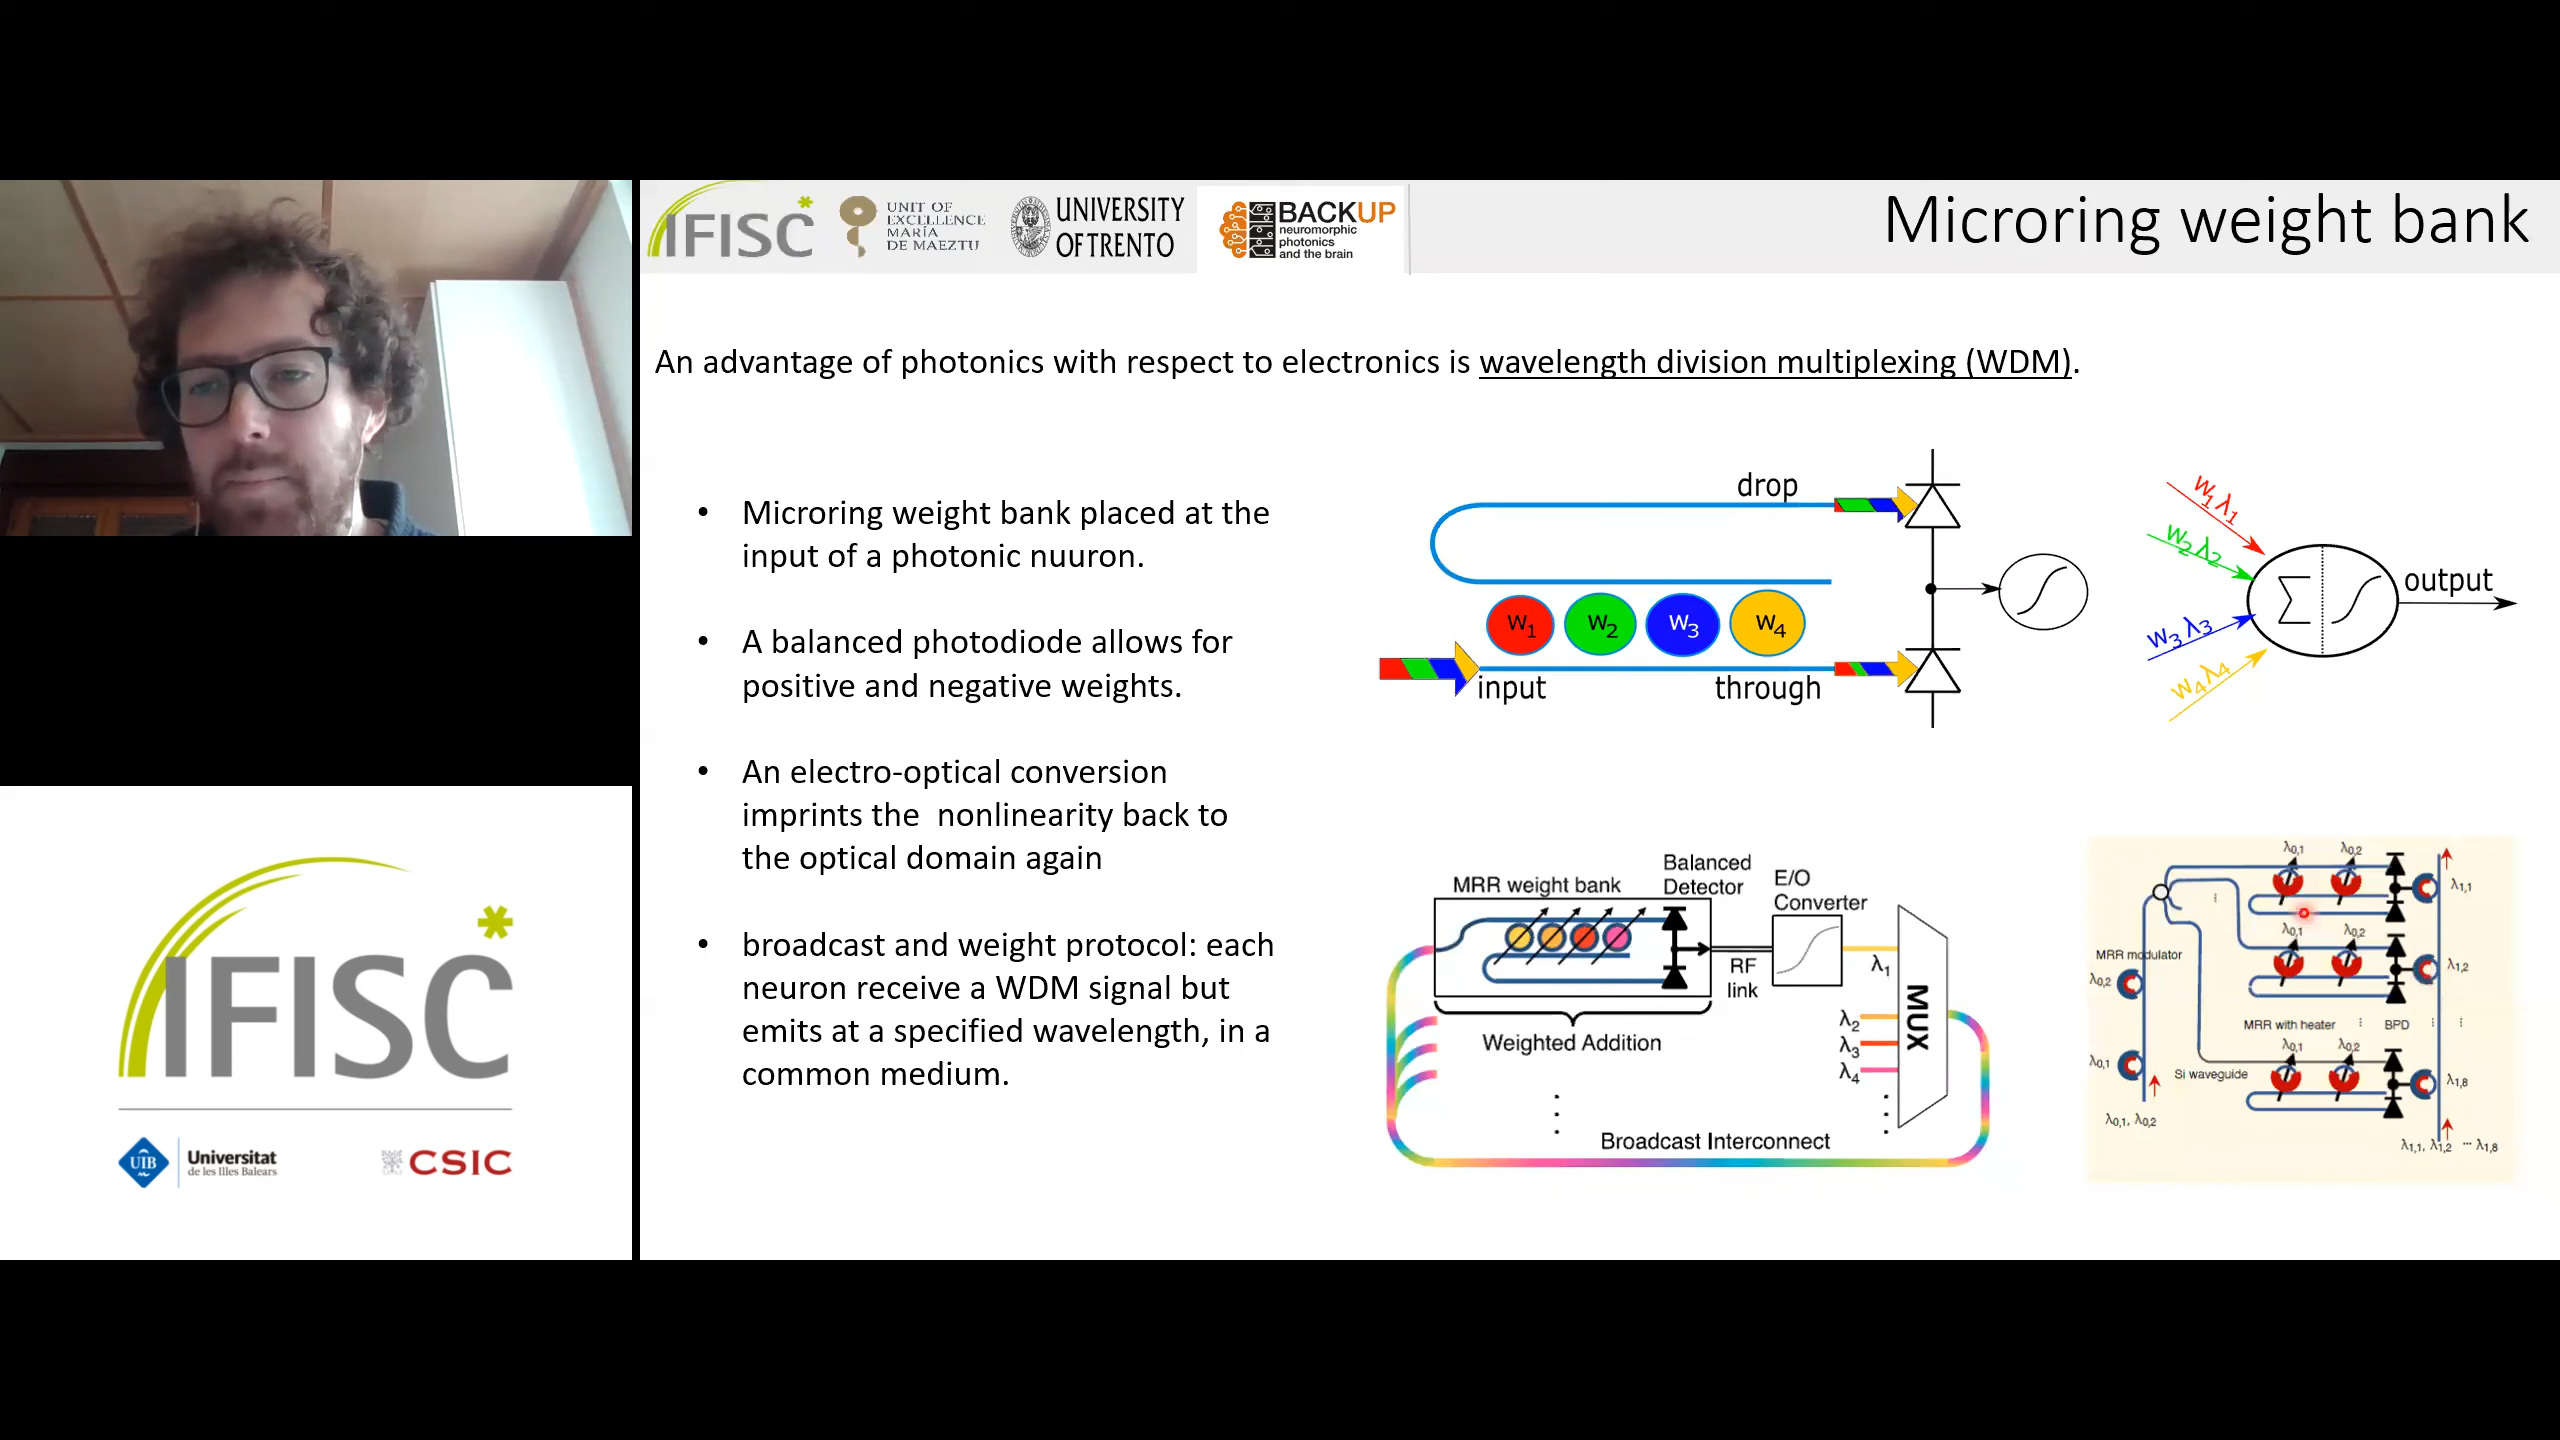 IFISC
UNIT OF
EXCELLENCE
MARÍA
DE MAEZTU
UNIVERSITY
OF TRENTO
BACKUP
neuromorphic
photonics
and the brain
Microring weight bank
An advantage of photonics with respect to electronics is wavelength division multiplexing (WDM).
• Microring weight bank placed at the
input of a photonic nuuron.
• A balanced photodiode allows for
positive and negative weights.
• An electro-optical conversion
imprints the nonlinearity back to
the optical domain again
• broadcast and weight protocol: each
neuron receive a WDM signal but
emits at a specified wavelength, in a
common medium.
drop
w1 w2 w3 w4
input
through
w1λ1
w2λ2
w3λ3
w4λ4
Σ
output
MRR weight bank
Balanced
Detector
E/O
Converter
RF
link
λ1
λ2
λ3
λ4
MUX
Weighted Addition
Broadcast Interconnect
λ0,1 λ0,2
λ1,1
λ0,1 λ0,2
MRR modulator
λ0,2
λ1,2
MRR with heater
BPD
λ0,1 λ0,2
λ0,1
Si waveguide
λ1,8
λ0,1, λ0,2
λ1,1, λ1,2 ··· λ1,8
IFISC
UIB
Universitat
de les Illes Balears
CSIC